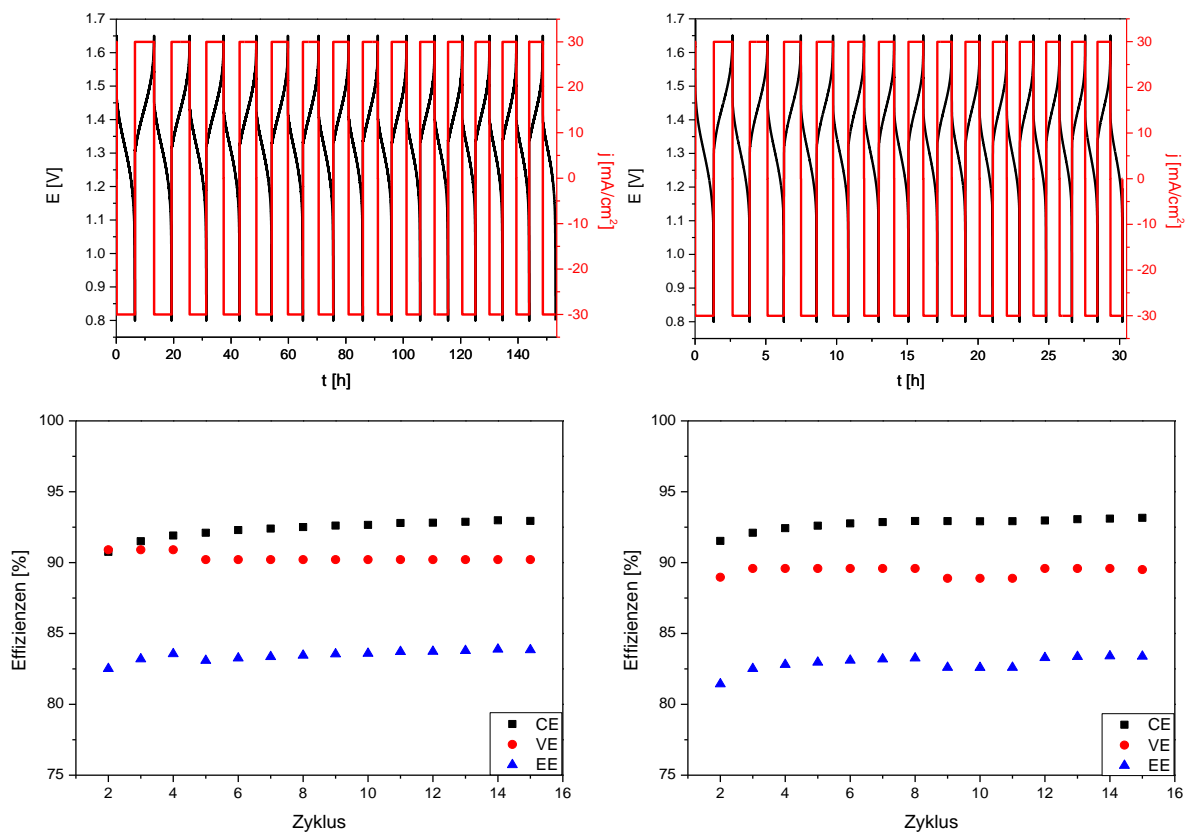 1.7
1.6
1.5
1.4
1.3
1.2
1.1
1.0
0.9
0.8
E [V]
30
20
10
0
-10
-20
-30
j [mA/cm²]
0 20 40 60 80 100 120 140
t [h]
1.7
1.6
1.5
1.4
1.3
1.2
1.1
1.0
0.9
0.8
E [V]
30
20
10
0
-10
-20
-30
j [mA/cm²]
0 5 10 15 20 25 30
t [h]
100
95
90
85
80
75
Effizienzen [%]
CE
VE
EE
2 4 6 8 10 12 14 16
Zyklus
100
95
90
85
80
75
Effizienzen [%]
CE
VE
EE
2 4 6 8 10 12 14 16
Zyklus